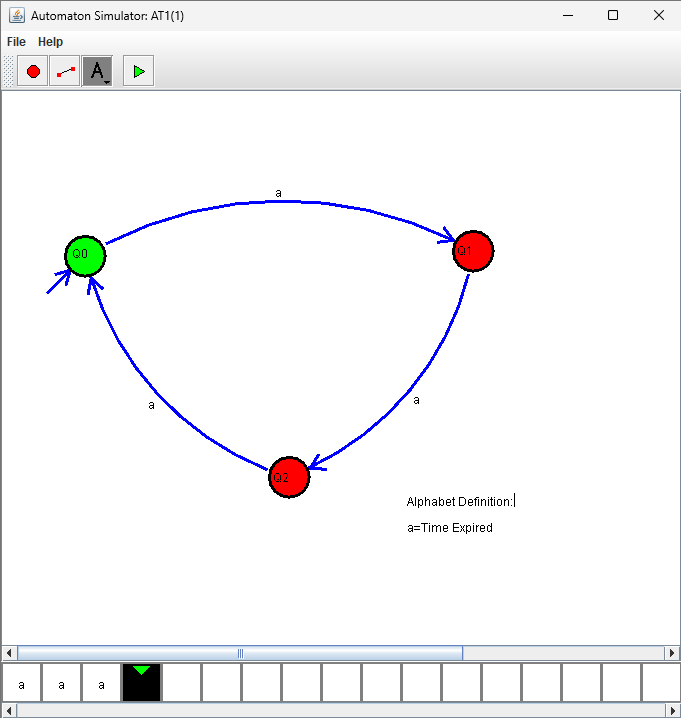 Automaton Simulator: AT1(1)
File Help
A
a
Q0
Q1
a
a
Q2
Alphabet Definition:
a=Time Expired
a a a